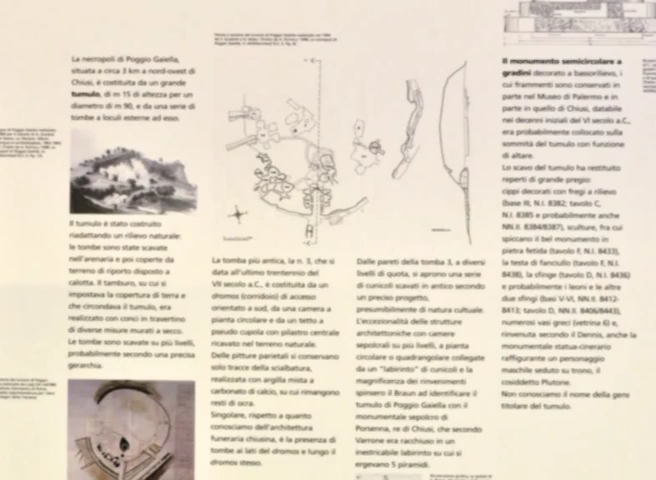 La necropoli di Poggio Gaiella,
situata a circa 3 km a nord-ovest di
Chiusi, è costituita da un grande
tumulo, di m 15 di altezza per un
diametro di m 90, e da una serie di
tombe a loculi esterne ad esso.
Il tumulo è stato costruito
riadattando un rilievo naturale:
le tombe sono state scavate
nell'arenaria e poi coperte da
terreno di riporto disposto a
calotta. Il tamburo, su cui si
impostava la copertura di terra e
che circondava il tumulo, era
realizzato con conci in travertino
di diverse misure murati a secco.
Le tombe sono scavate su più livelli,
probabilmente secondo una precisa
gerarchia.
La tomba più antica, la n. 3, che si
data all'ultimo trentennio del
VII secolo a.C., è costituita da un
dromos (corridoio) di accesso
orientato a sud, da una camera a
pianta circolare e da un tetto a
pseudo cupola con pilastro centrale
ricavato nel terreno naturale.
Delle pitture parietali si conservano
solo tracce della scialbatura,
realizzata con argilla mista a
carbonato di calcio, su cui rimangono
resti di ocra.
Singolare, rispetto a quanto
conosciamo dell'architettura
funeraria chiusina, è la presenza di
tombe ai lati del dromos e lungo il
dromos stesso.
Dalle pareti della tomba 3, a diversi
livelli di quota, si aprono una serie
di cunicoli scavati in antico secondo
un preciso progetto,
presumibilmente di natura cultuale.
L'eccezionalità delle strutture
architettoniche con camere
sepolcrali su più livelli, a pianta
circolare o quadrangolare collegate
da un "labirinto" di cunicoli e la
magnificenza dei rinvenimenti
spinsero il Braun ad identificare il
tumulo di Poggio Gaiella con il
monumentale sepolcro di
Porsenna, re di Chiusi, che secondo
Varrone era racchiuso in un
inestricabile labirinto su cui si
ergevano 5 piramidi.
Il monumento semicircolare a
gradini decorato a bassorilievo, i
cui frammenti sono conservati in
parte nel Museo di Palermo e in
parte in quello di Chiusi, databile
nei decenni iniziali del VI secolo a.C.,
era probabilmente collocato sulla
sommità del tumulo con funzione
di altare.
Lo scavo del tumulo ha restituito
reperti di grande pregio:
cippi decorati con fregi a rilievo
(base III, N.I. 8382; tavolo C,
N.I. 8385 e probabilmente anche
NN.II. 8384/8387), sculture, fra cui
spiccano il bel monumento in
pietra fetida (tavolo F, N.I. 8433),
la testa di fanciullo (tavolo F, N.I.
8438), la sfinge (tavolo D, N.I. 8436)
e probabilmente i leoni e le altre
due sfingi (basi V-VI, NN.II. 8412-
8413; tavolo D, NN.II. 8406/8443),
numerosi vasi greci (vetrina 6) e,
rinvenuta secondo il Dennis, anche la
monumentale statua-cinerario
raffigurante un personaggio
maschile seduto su trono, il
cosiddetto Plutone.
Non conosciamo il nome della gens
titolare del tumulo.